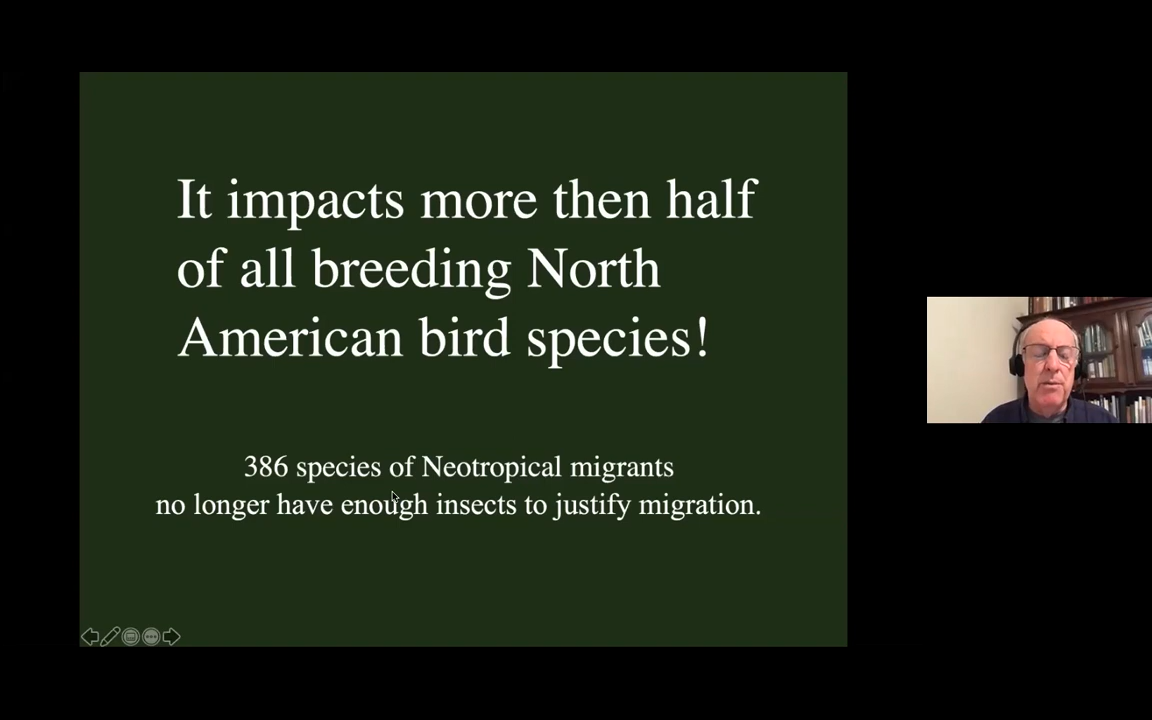 It impacts more then half
of all breeding North
American bird species!
386 species of Neotropical migrants
no longer have enough insects to justify migration.